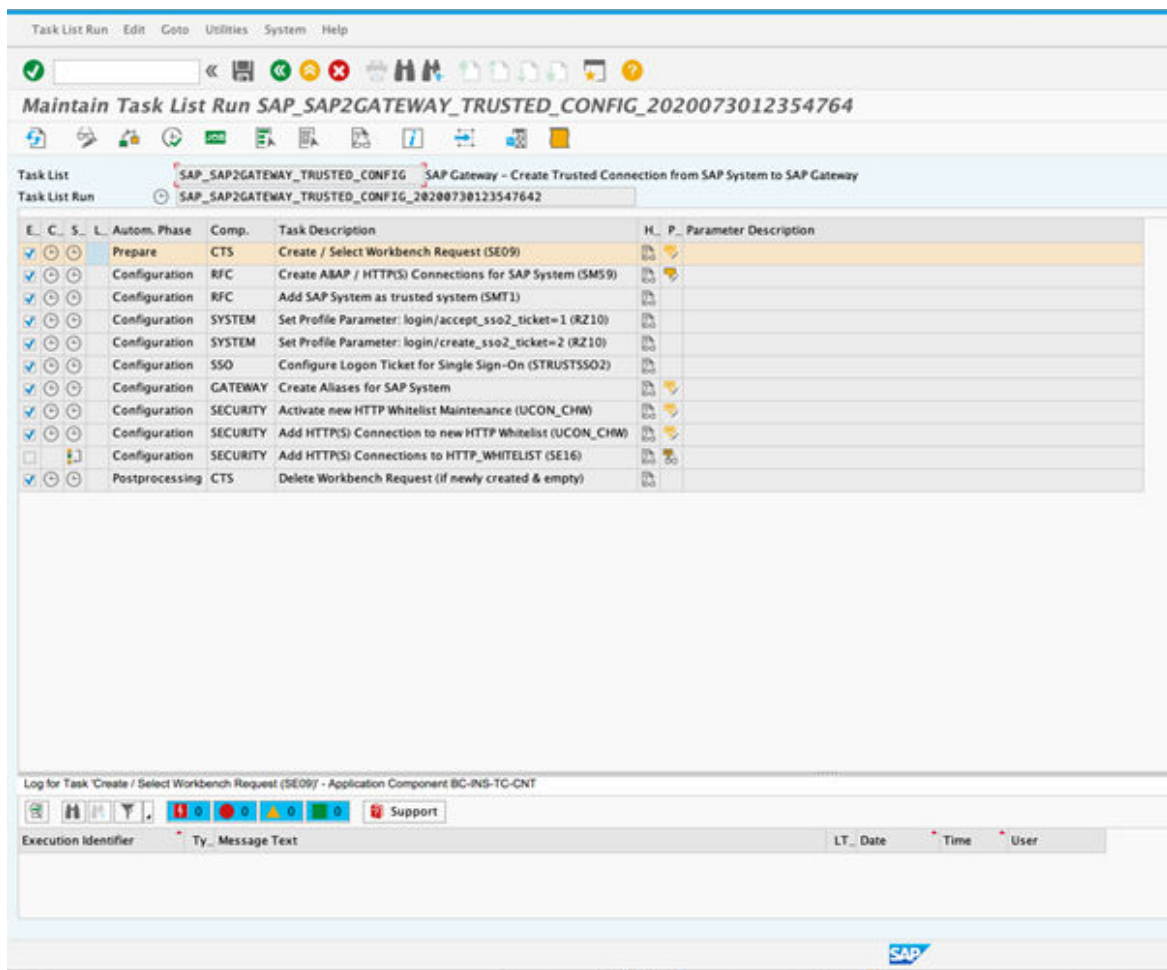 Task List Run Edit Goto Utilities System Help
Maintain Task List Run SAP_SAP2GATEWAY_TRUSTED_CONFIG_2020073012354764
JOB
Task List SAP_SAP2GATEWAY_TRUSTED_CONFIG SAP Gateway - Create Trusted Connection from SAP System to SAP Gateway
Task List Run SAP_SAP2GATEWAY_TRUSTED_CONFIG_20200730123547642
E.. C.. S.. L.. Autom. Phase Comp. Task Description H.. P.. Parameter Description
Prepare CTS Create / Select Workbench Request (SE09)
Configuration RFC Create ABAP / HTTP(S) Connections for SAP System (SM59)
Configuration RFC Add SAP System as trusted system (SMT1)
Configuration SYSTEM Set Profile Parameter: login/accept_sso2_ticket=1 (RZ10)
Configuration SYSTEM Set Profile Parameter: login/create_sso2_ticket=2 (RZ10)
Configuration SSO Configure Logon Ticket for Single Sign-On (STRUSTSSO2)
Configuration GATEWAY Create Aliases for SAP System
Configuration SECURITY Activate new HTTP Whitelist Maintenance (UCON_CHW)
Configuration SECURITY Add HTTP(S) Connection to new HTTP Whitelist (UCON_CHW)
Configuration SECURITY Add HTTP(S) Connections to HTTP_WHITELIST (SE16)
Postprocessing CTS Delete Workbench Request (if newly created & empty)
Log for Task 'Create / Select Workbench Request (SE09)' - Application Component BC-INS-TC-CNT
0 0 0 0 Support
Execution Identifier Ty.. Message Text LT.. Date Time User
SAP